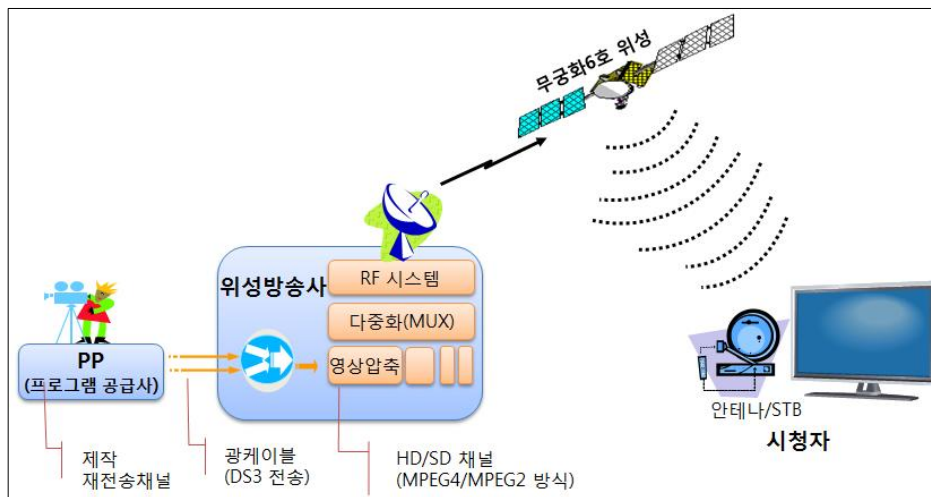 무궁화6호 위성
위성방송사
RF 시스템
다중화(MUX)
영상압축
PP
(프로그램 공급사)
안테나/STB
시청자
제작
재전송채널
광케이블
(DS3 전송)
HD/SD 채널
(MPEG4/MPEG2 방식)